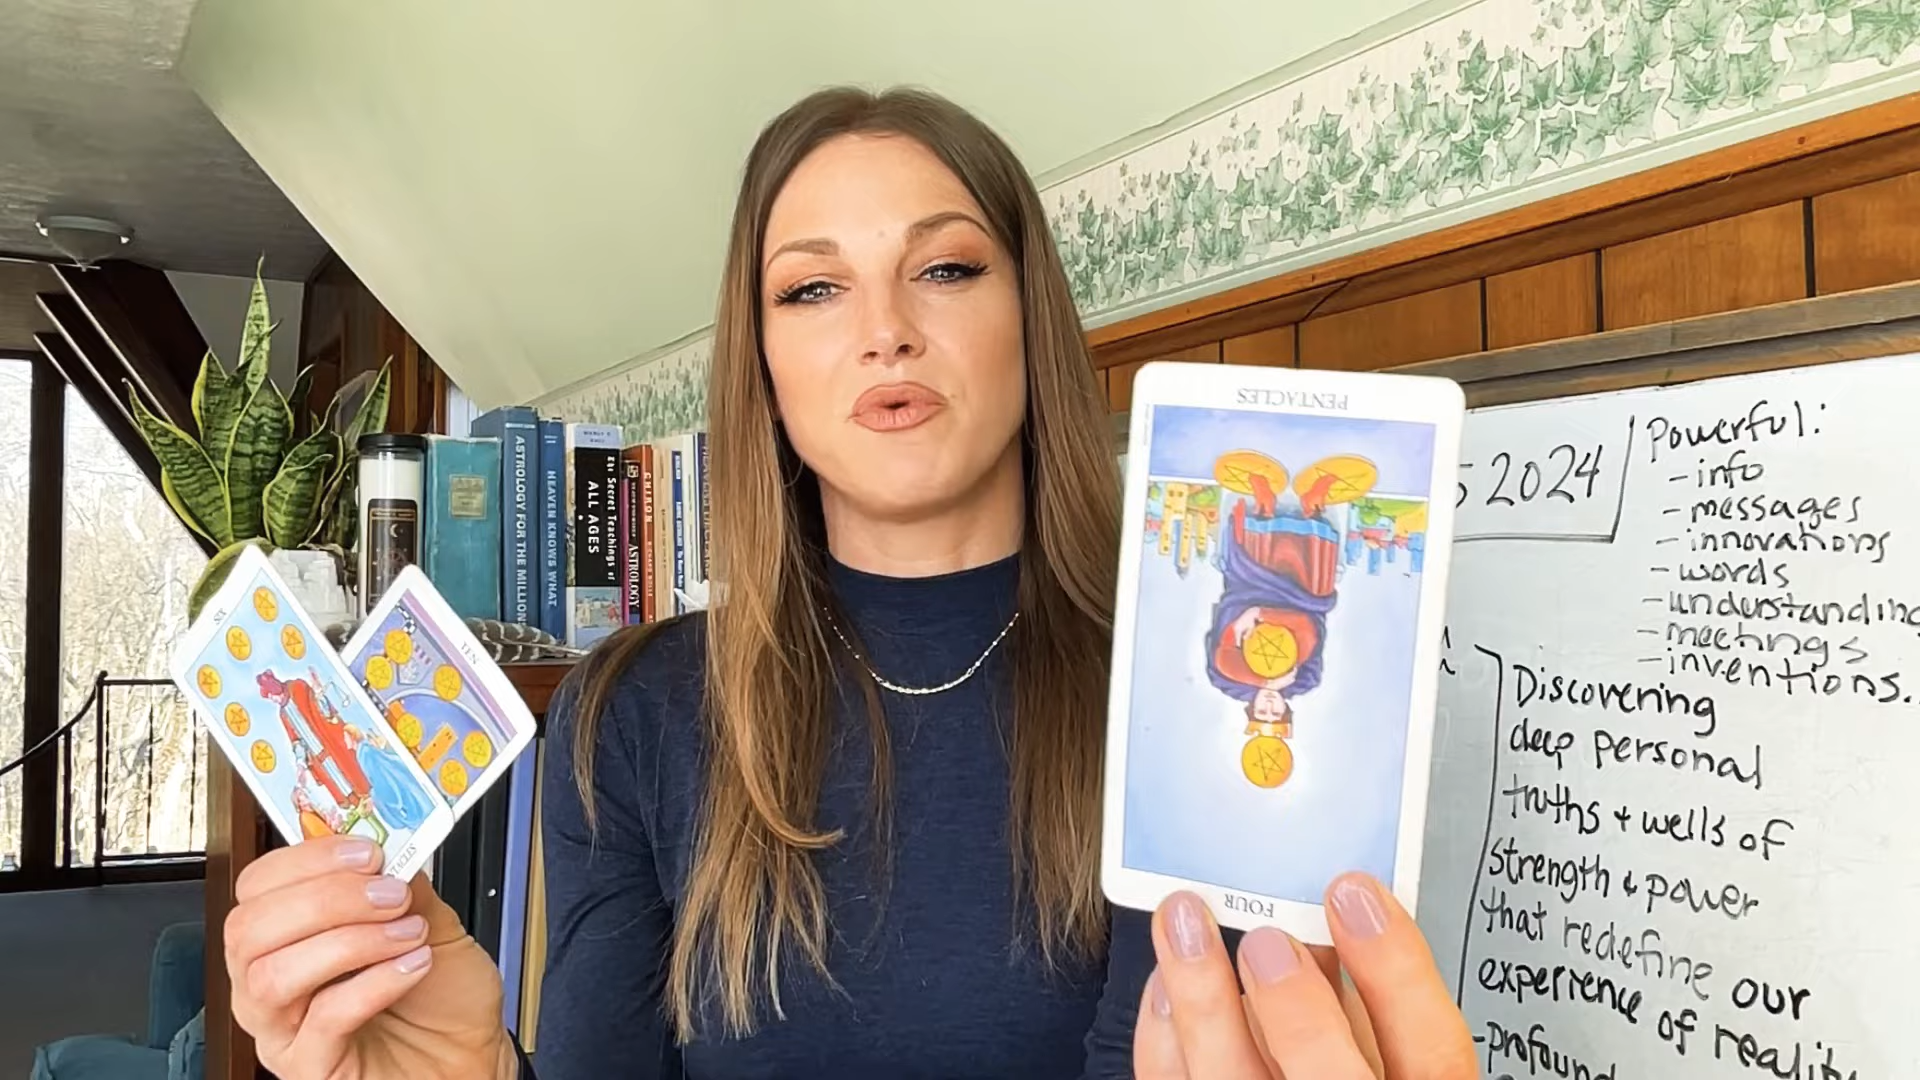 ASTROLOGY FOR THE MILLIONS
HEAVEN KNOWS WHAT
MANLY P.
HALL
The Secret Teachings of
ALL AGES
ASTROLOGY
CHIRON
SIX
TEN
PENTACLES
FOUR
2024
Powerful:
- info
- messages
- innovations
- words
- understanding
- meetings
- inventions.
Discovering
deep personal
truths + wells of
strength & power
that redefine our
experience of reality
- profound